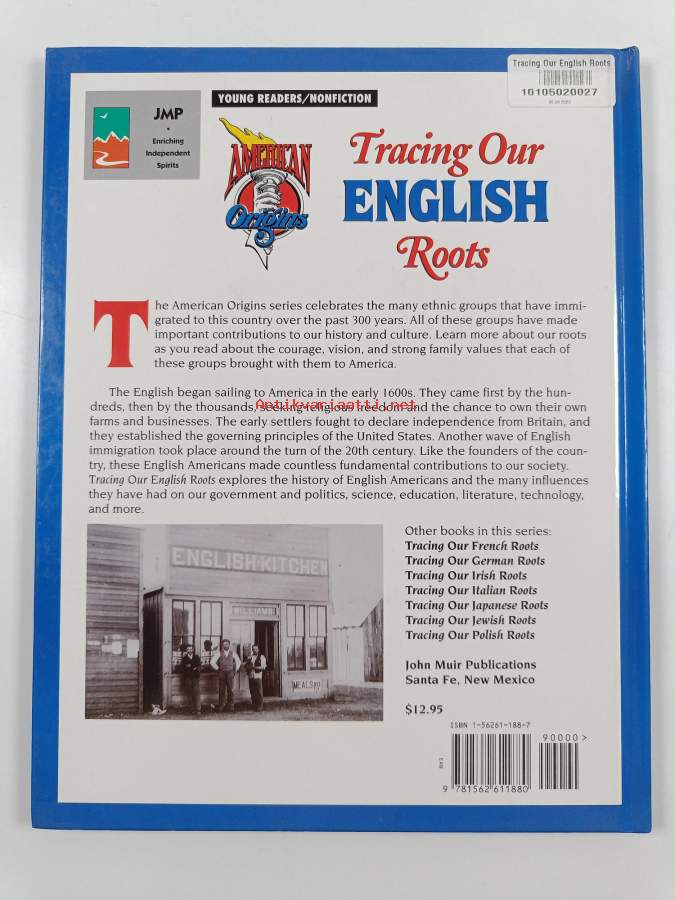 Tracing Our English Roots
10105020027
YOUNG READERS/NONFICTION
JMP
•
Enriching
Independent
Spirits
AMERICAN
Origins
Tracing Our
ENGLISH
Roots
The American Origins series celebrates the many ethnic groups that have immi-
grated to this country over the past 300 years. All of these groups have made
important contributions to our history and culture. Learn more about our roots
as you read about the courage, vision, and strong family values that each of
these groups brought with them to America.
The English began sailing to America in the early 1600s. They came first by the hun-
dreds, then by the thousands, seeking religious freedom and the chance to own their own
Antikvariaatti.net
farms and businesses. The early settlers fought to declare independence from Britain, and
they established the governing principles of the United States. Another wave of English
immigration took place around the turn of the 20th century. Like the founders of the coun-
try, these English Americans made countless fundamental contributions to our society.
Tracing Our English Roots explores the history of English Americans and the many influences
they have had on our government and politics, science, education, literature, technology,
and more.
ENGLISH KITCHEN
WILLIAMS
MEALS
Other books in this series:
Tracing Our French Roots
Tracing Our German Roots
Tracing Our Irish Roots
Tracing Our Italian Roots
Tracing Our Japanese Roots
Tracing Our Jewish Roots
Tracing Our Polish Roots
John Muir Publications
Santa Fe, New Mexico
$12.95
ISBN 1-56261-188-7
90000>
EAN
9 781562 611880